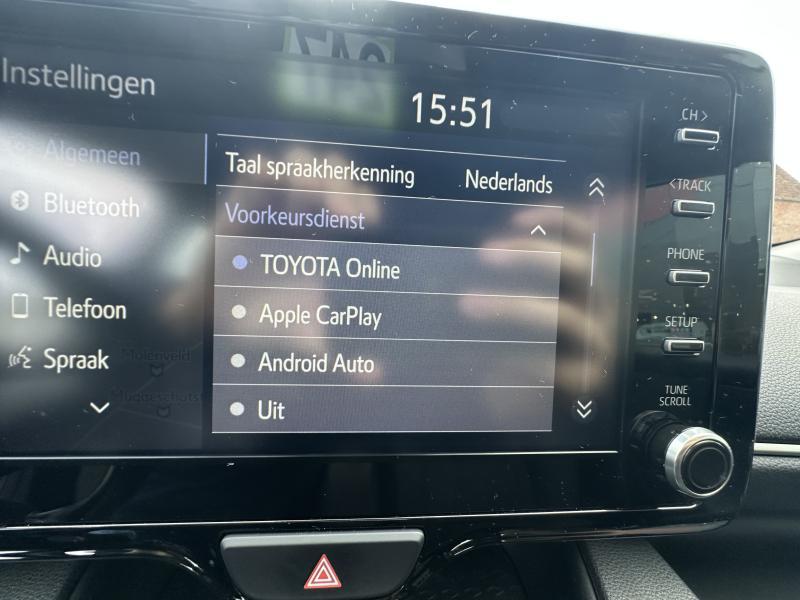 Instellingen
15:51
Algemeen
Bluetooth
Audio
Telefoon
Spraak
Taal spraakherkenning Nederlands
Voorkeursdienst
TOYOTA Online
Apple CarPlay
Android Auto
Uit
Molenveld
CH >
< TRACK
PHONE
SETUP
TUNE
SCROLL